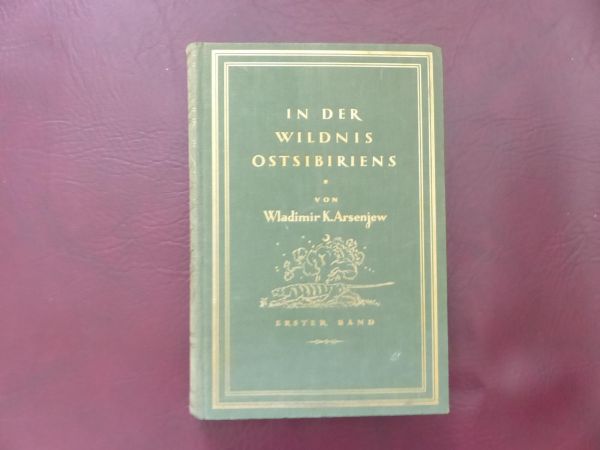 IN DER
WILDNIS
OSTSIBIRIENS
VON
Wladimir K. Arsenjew
ERSTER BAND